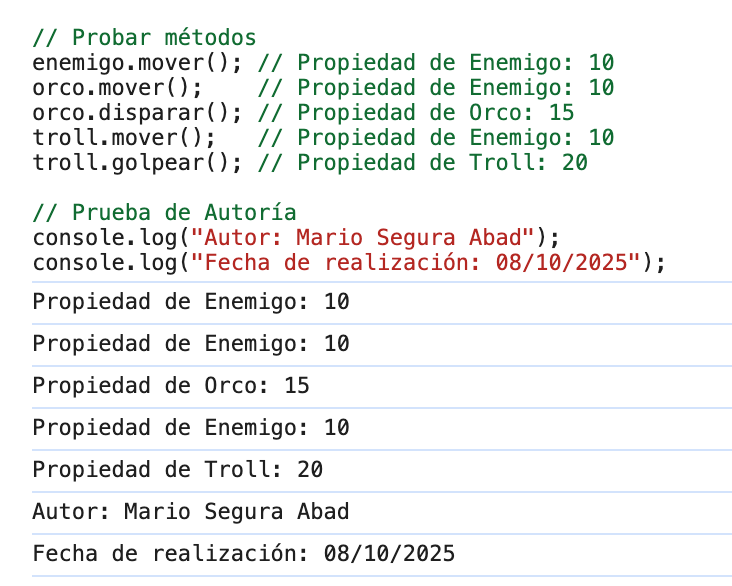 // Probar métodos
enemigo.mover(); // Propiedad de Enemigo: 10
orco.mover();    // Propiedad de Enemigo: 10
orco.disparar(); // Propiedad de Orco: 15
troll.mover();   // Propiedad de Enemigo: 10
troll.golpear(); // Propiedad de Troll: 20

// Prueba de Autoría
console.log("Autor: Mario Segura Abad");
console.log("Fecha de realización: 08/10/2025");
Propiedad de Enemigo: 10
Propiedad de Enemigo: 10
Propiedad de Orco: 15
Propiedad de Enemigo: 10
Propiedad de Troll: 20
Autor: Mario Segura Abad
Fecha de realización: 08/10/2025